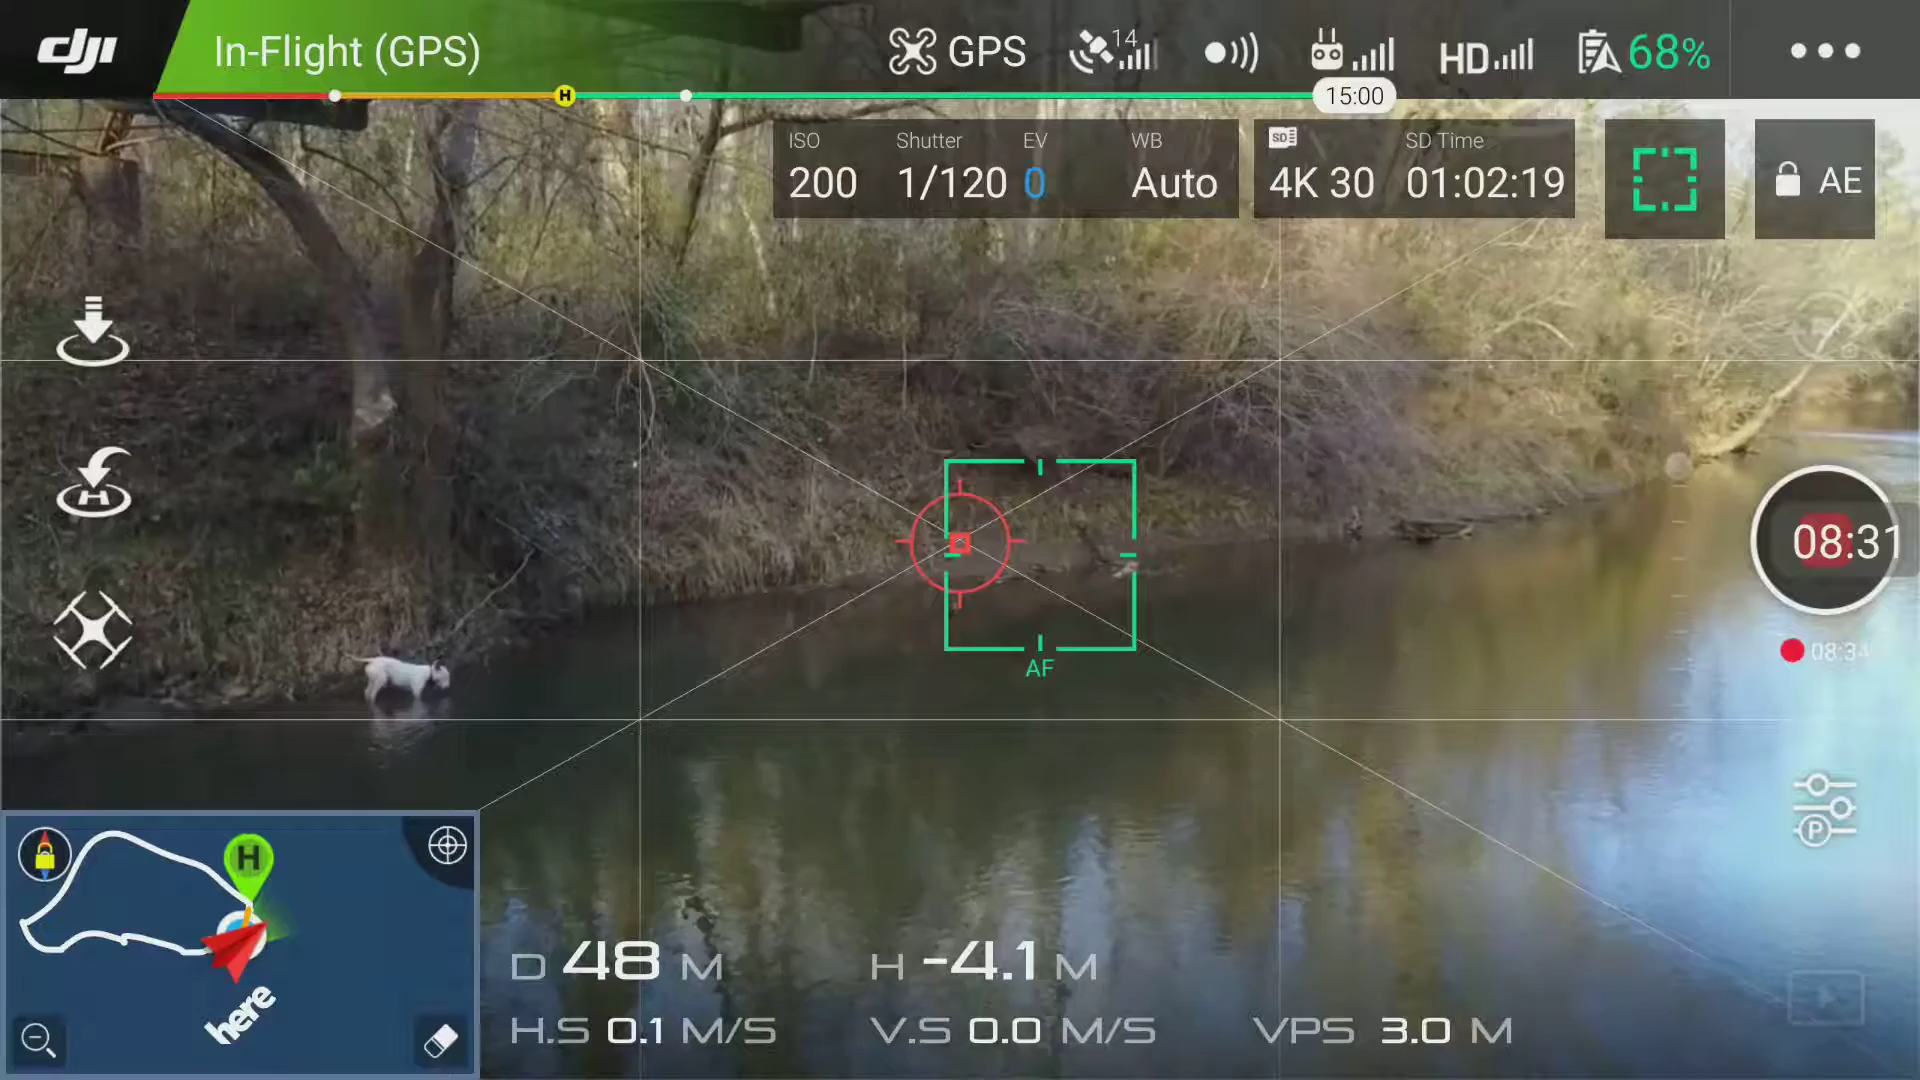 dji
In-Flight (GPS)
GPS
14
HD
68%
H
15:00
ISO
200
Shutter
1/120
EV
0
WB
Auto
SD
4K 30
SD Time
01:02:19
AE
H
08:31
08:34
AF
P
H
here
D 48 M
H -4.1 M
H.S 0.1 M/S
V.S 0.0 M/S
VPS 3.0 M